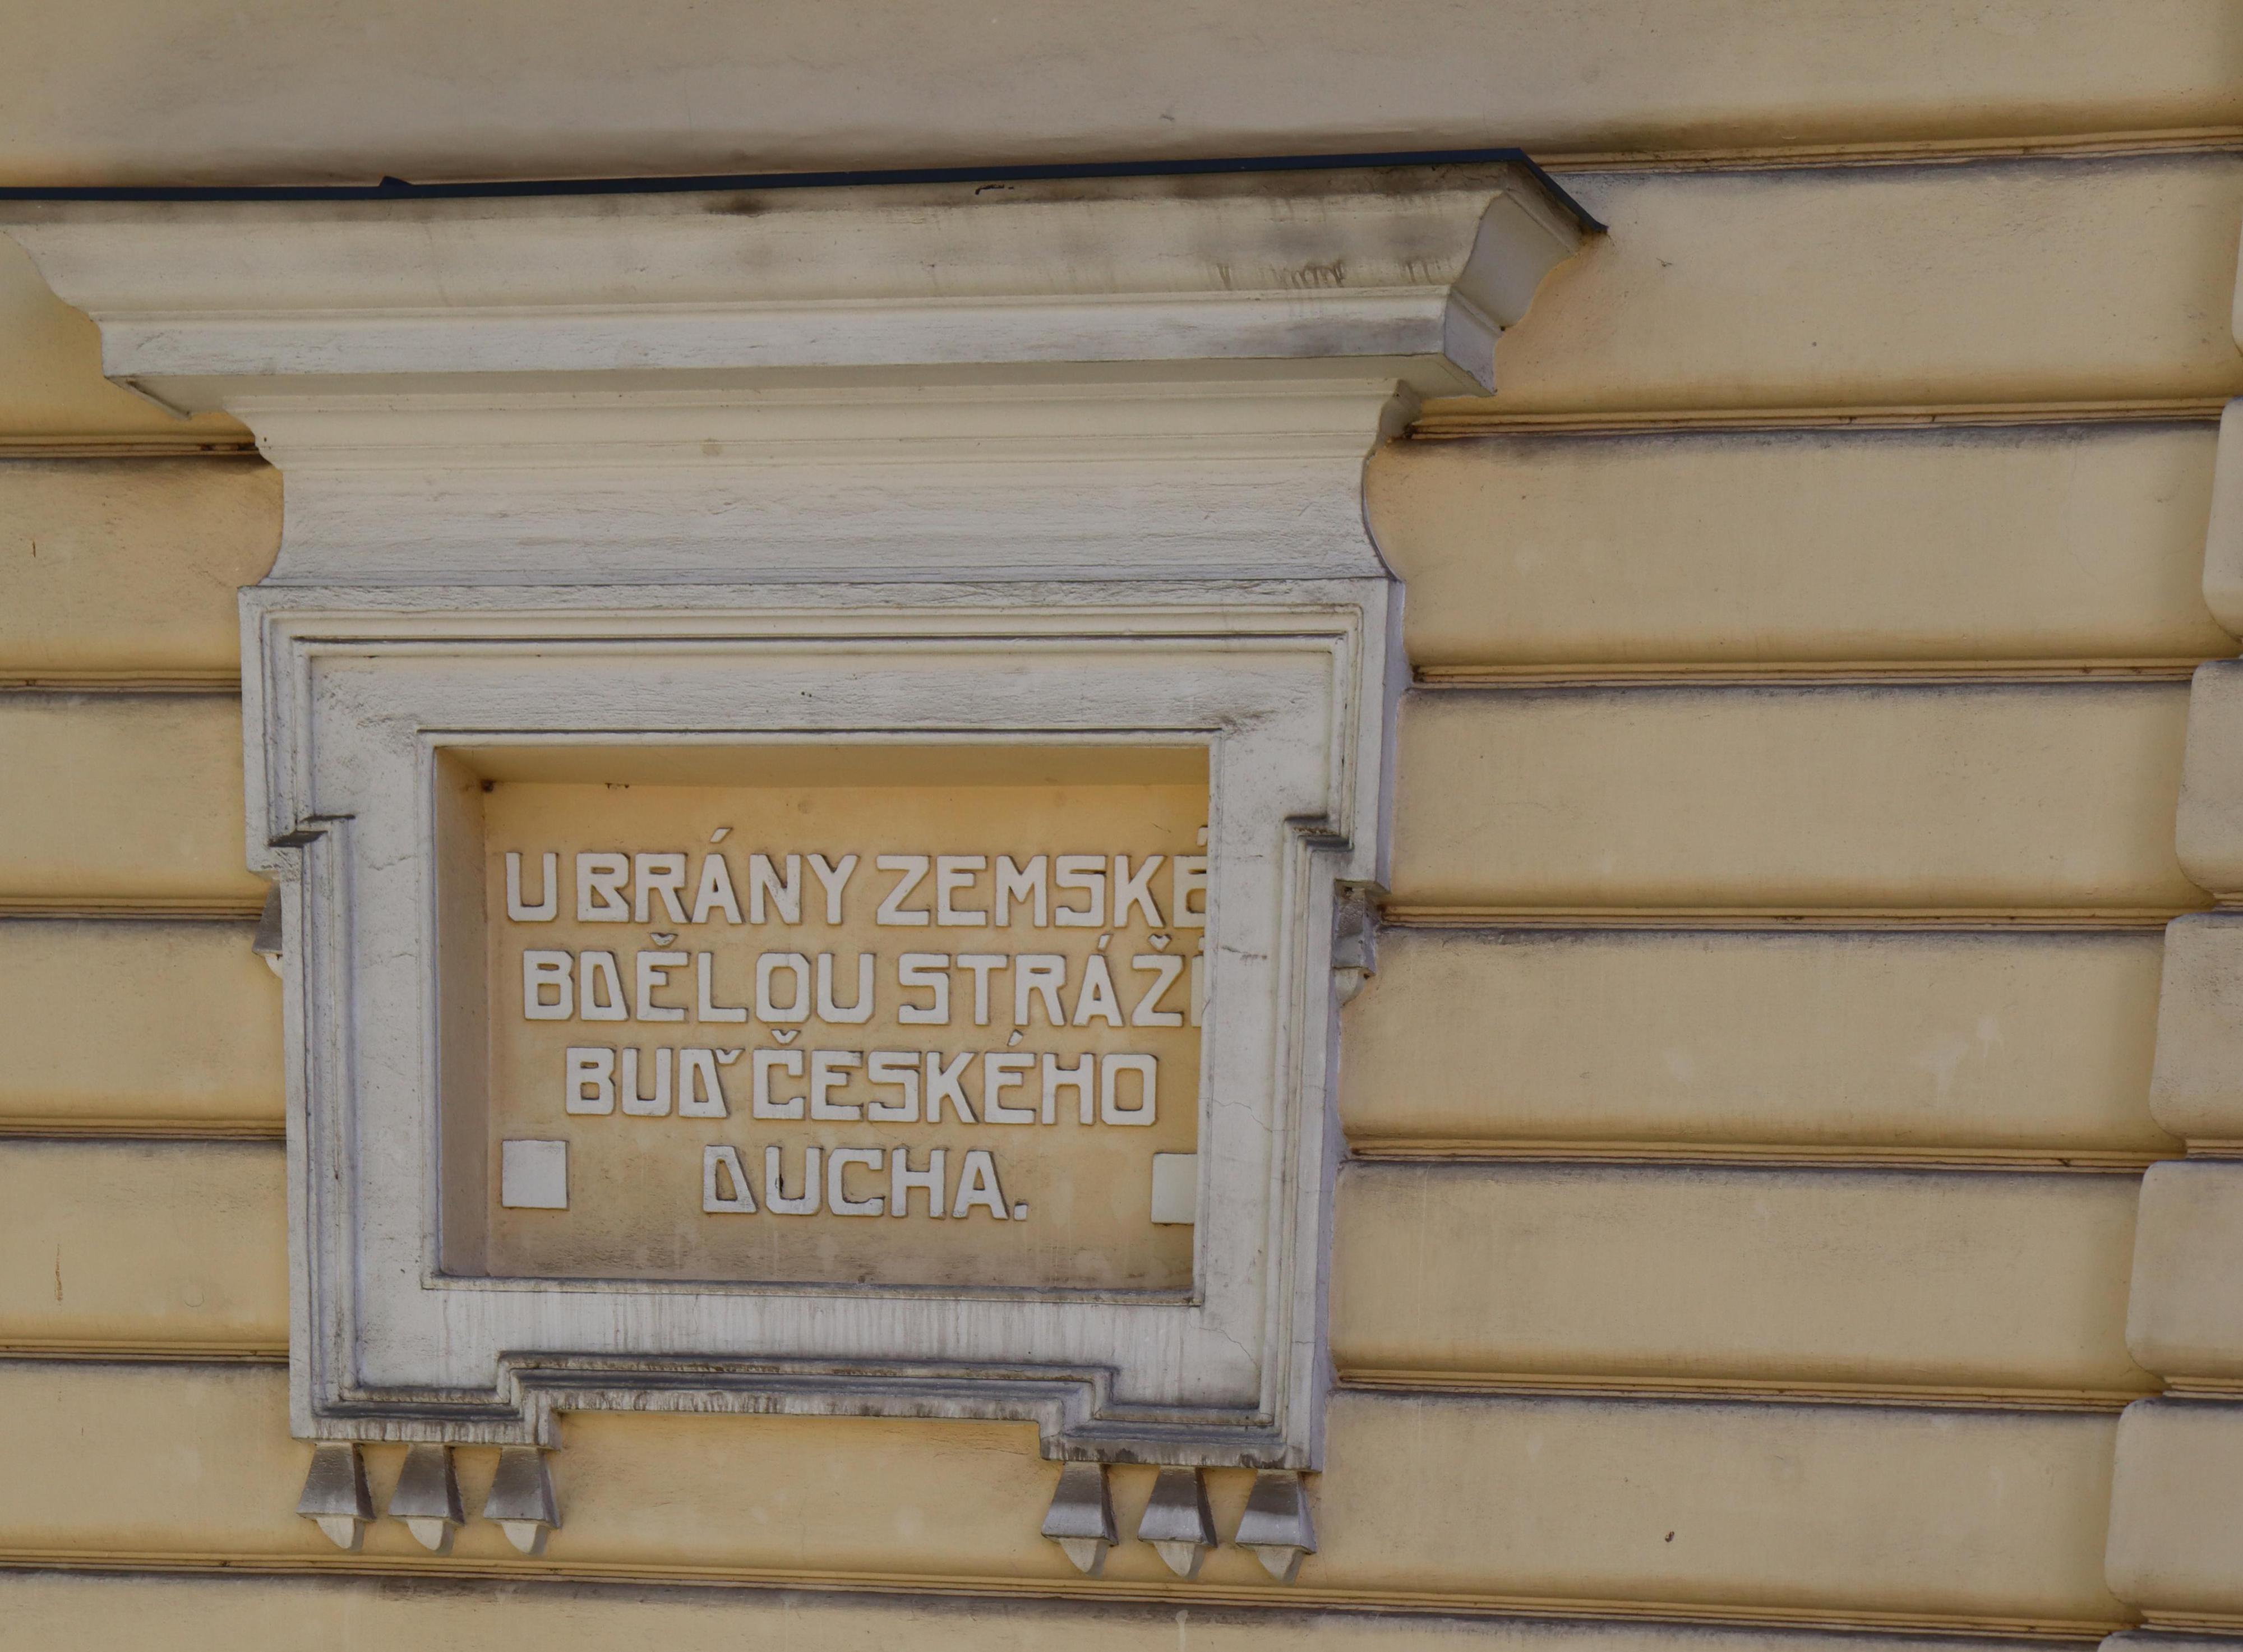 U BRÁNY ZEMSKÉ
BDĚLOU STRÁŽÍ
BUĎ ČESKÉHO
DUCHA.